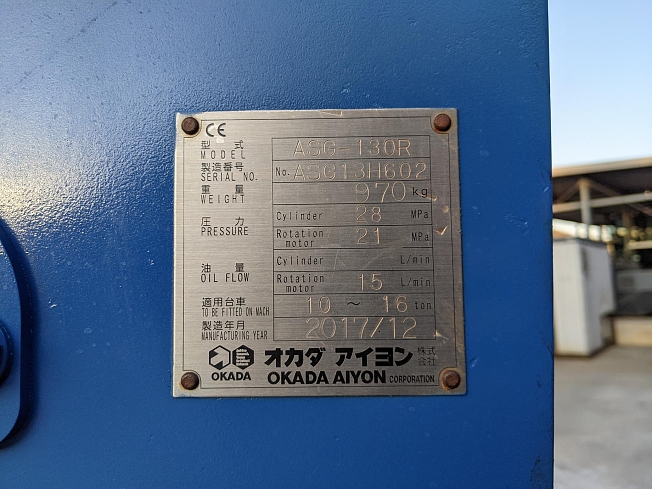 CE
型式 ASG-130R
MODEL
製造番号 No. ASG13H602
SERIAL NO.
重量 970 kg
WEIGHT
圧力 Cylinder 28 MPa
PRESSURE Rotation motor 21 MPa
油量 Cylinder L/min
OIL FLOW Rotation motor 15 L/min
適用台車 10 ~ 16 ton
TO BE FITTED ON MACH
製造年月 2017/12
MANUFACTURING YEAR
オカダ アイヨン 株式会社
OKADA OKADA AIYON CORPORATION